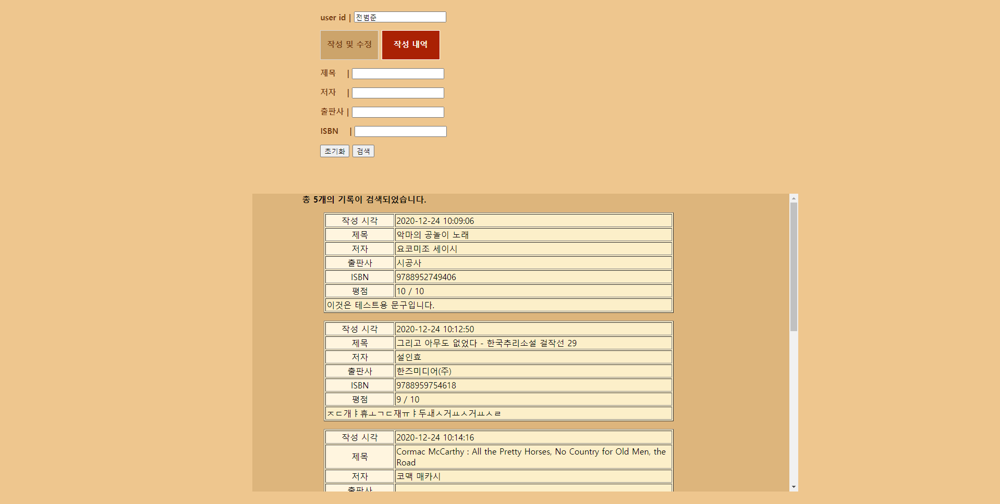 user id | 전범준
작성 및 수정 작성 내역
제목 |
저자 |
출판사 |
ISBN |
초기화 검색
총 5개의 기록이 검색되었습니다.
작성 시각 2020-12-24 10:09:06
제목 악마의 공놀이 노래
저자 요코미조 세이시
출판사 시공사
ISBN 9788952749406
평점 10 / 10
이것은 테스트용 문구입니다.
작성 시각 2020-12-24 10:12:50
제목 그리고 아무도 없었다 - 한국추리소설 걸작선 29
저자 설인효
출판사 한즈미디어(주)
ISBN 9788959754618
평점 9 / 10
ㅈㄷ개ㅑ휴ㅗㄱㄷ재ㅠㅑ두ㅙㅅ거ㅛㅅ거ㅛㅅㄹ
작성 시각 2020-12-24 10:14:16
제목 Cormac McCarthy : All the Pretty Horses, No Country for Old Men, the
Road
저자 코맥 매카시
출판사